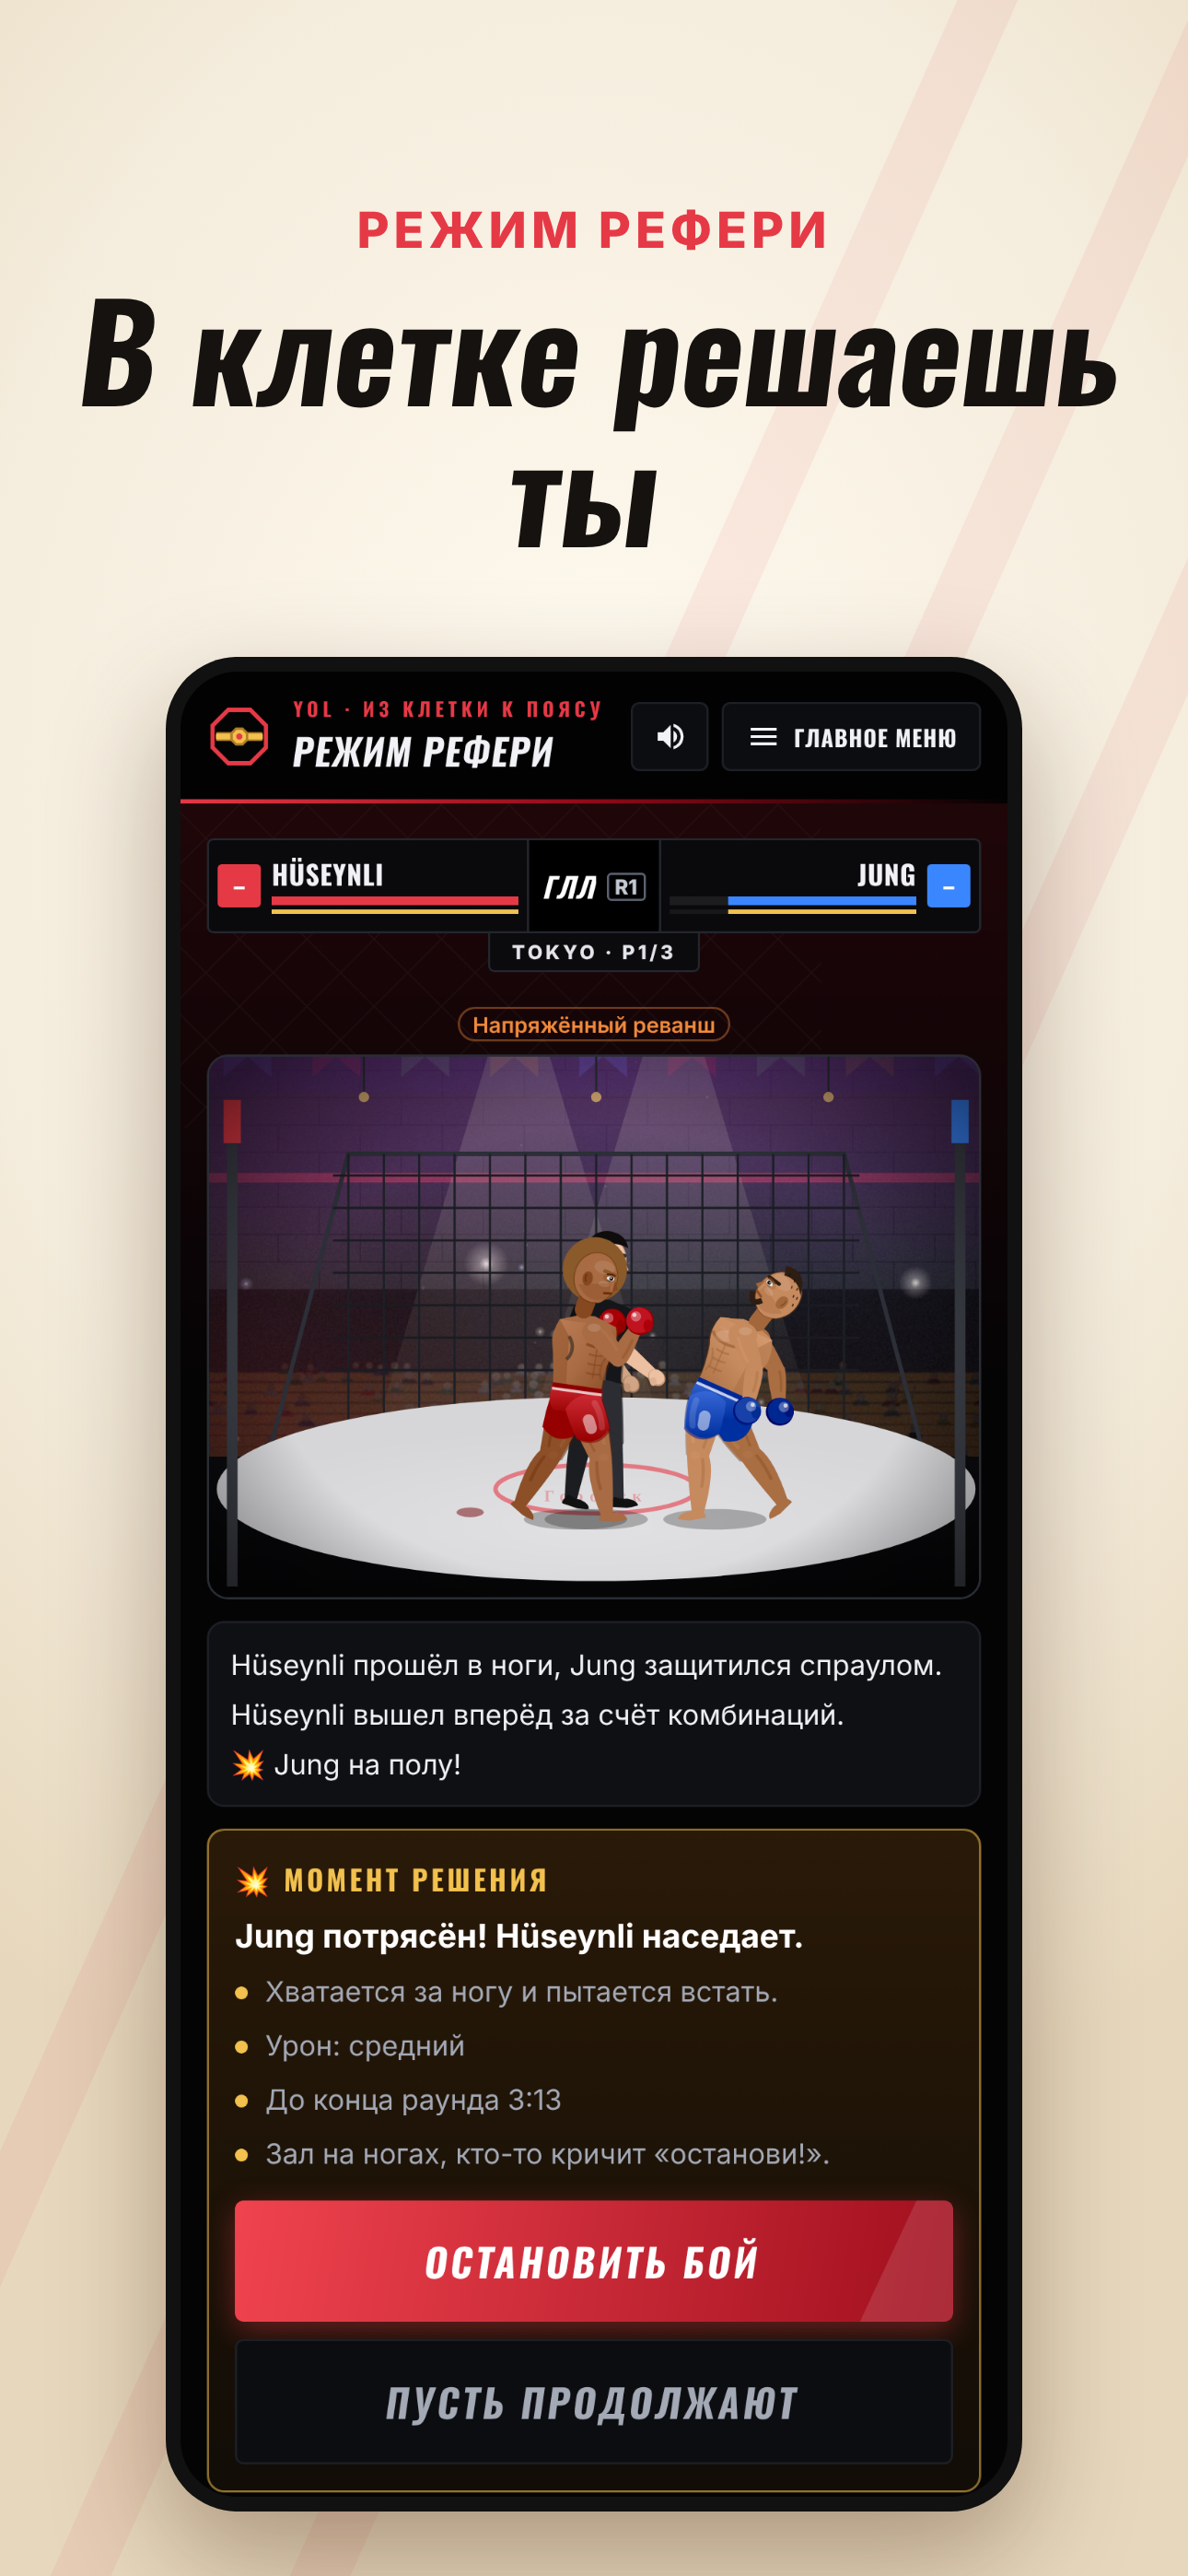 РЕЖИМ РЕФЕРИ
В клетке решаешь
ты
YOL · ИЗ КЛЕТКИ К ПОЯСУ
РЕЖИМ РЕФЕРИ
ГЛАВНОЕ МЕНЮ
–
HÜSEYNLI
ГЛЛ R1
JUNG
–
TOKYO · Р1/3
Напряжённый реванш
Hüseynli прошёл в ноги, Jung защитился спраулом.
Hüseynli вышел вперёд за счёт комбинаций.
💥 Jung на полу!
💥 МОМЕНТ РЕШЕНИЯ
Jung потрясён! Hüseynli наседает.
Хватается за ногу и пытается встать.
Урон: средний
До конца раунда 3:13
Зал на ногах, кто-то кричит «останови!».
ОСТАНОВИТЬ БОЙ
ПУСТЬ ПРОДОЛЖАЮТ